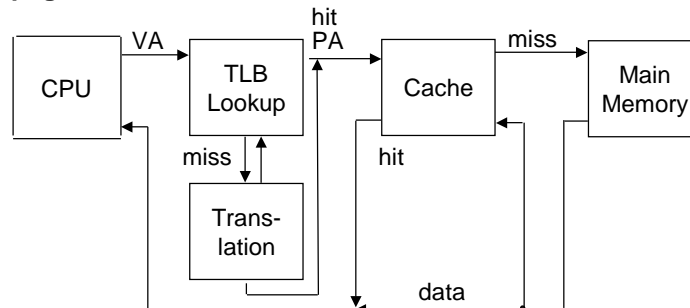 hit
VA
PA
miss
CPU
TLB
Lookup
Cache
Main
Memory
miss
hit
Trans-
lation
data